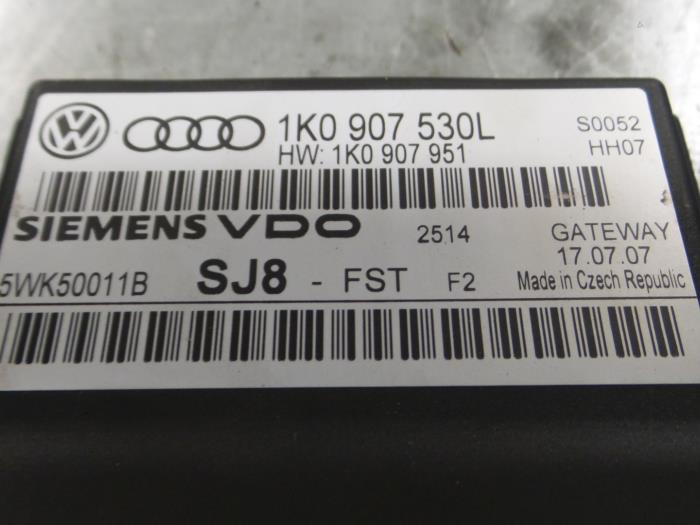 1K0 907 530L S0052
HW: 1K0 907 951 HH07
SIEMENS VDO 2514 GATEWAY
17.07.07
5WK50011B SJ8 - FST F2 Made in Czech Republic